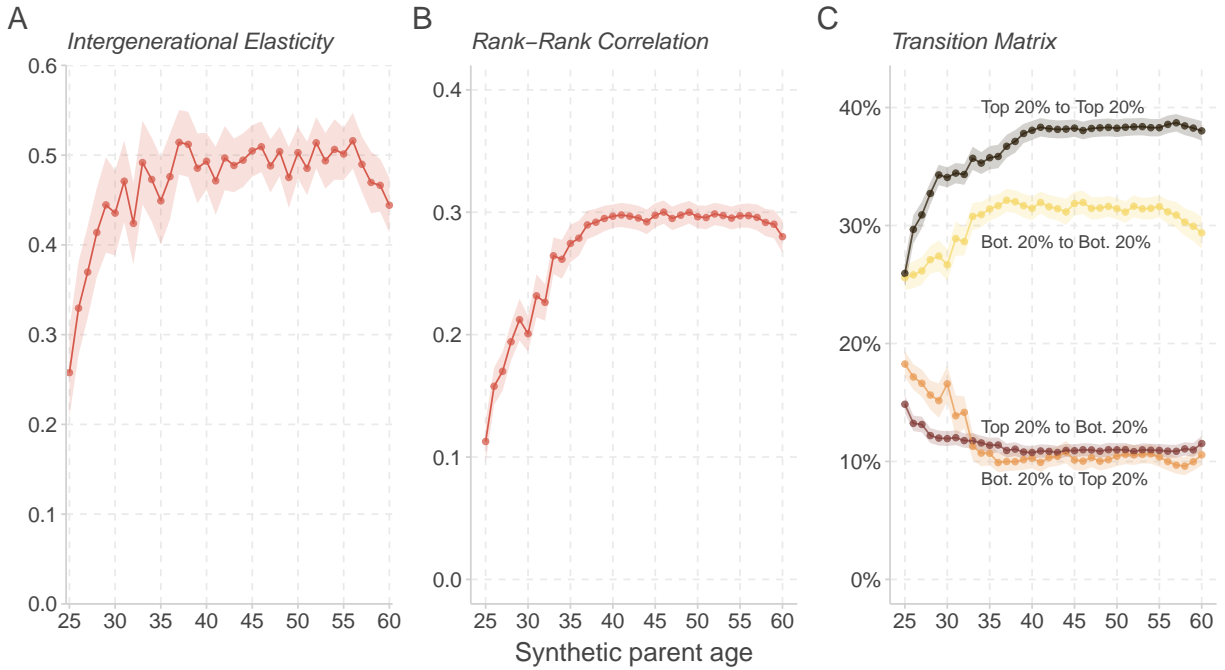 A
Intergenerational Elasticity
0.6
0.5
0.4
0.3
0.2
0.1
0.0
25 30 35 40 45 50 55 60
B
Rank−Rank Correlation
0.4
0.3
0.2
0.1
0.0
25 30 35 40 45 50 55 60
C
Transition Matrix
40%
30%
20%
10%
0%
Top 20% to Top 20%
Bot. 20% to Bot. 20%
Top 20% to Bot. 20%
Bot. 20% to Top 20%
25 30 35 40 45 50 55 60
Synthetic parent age